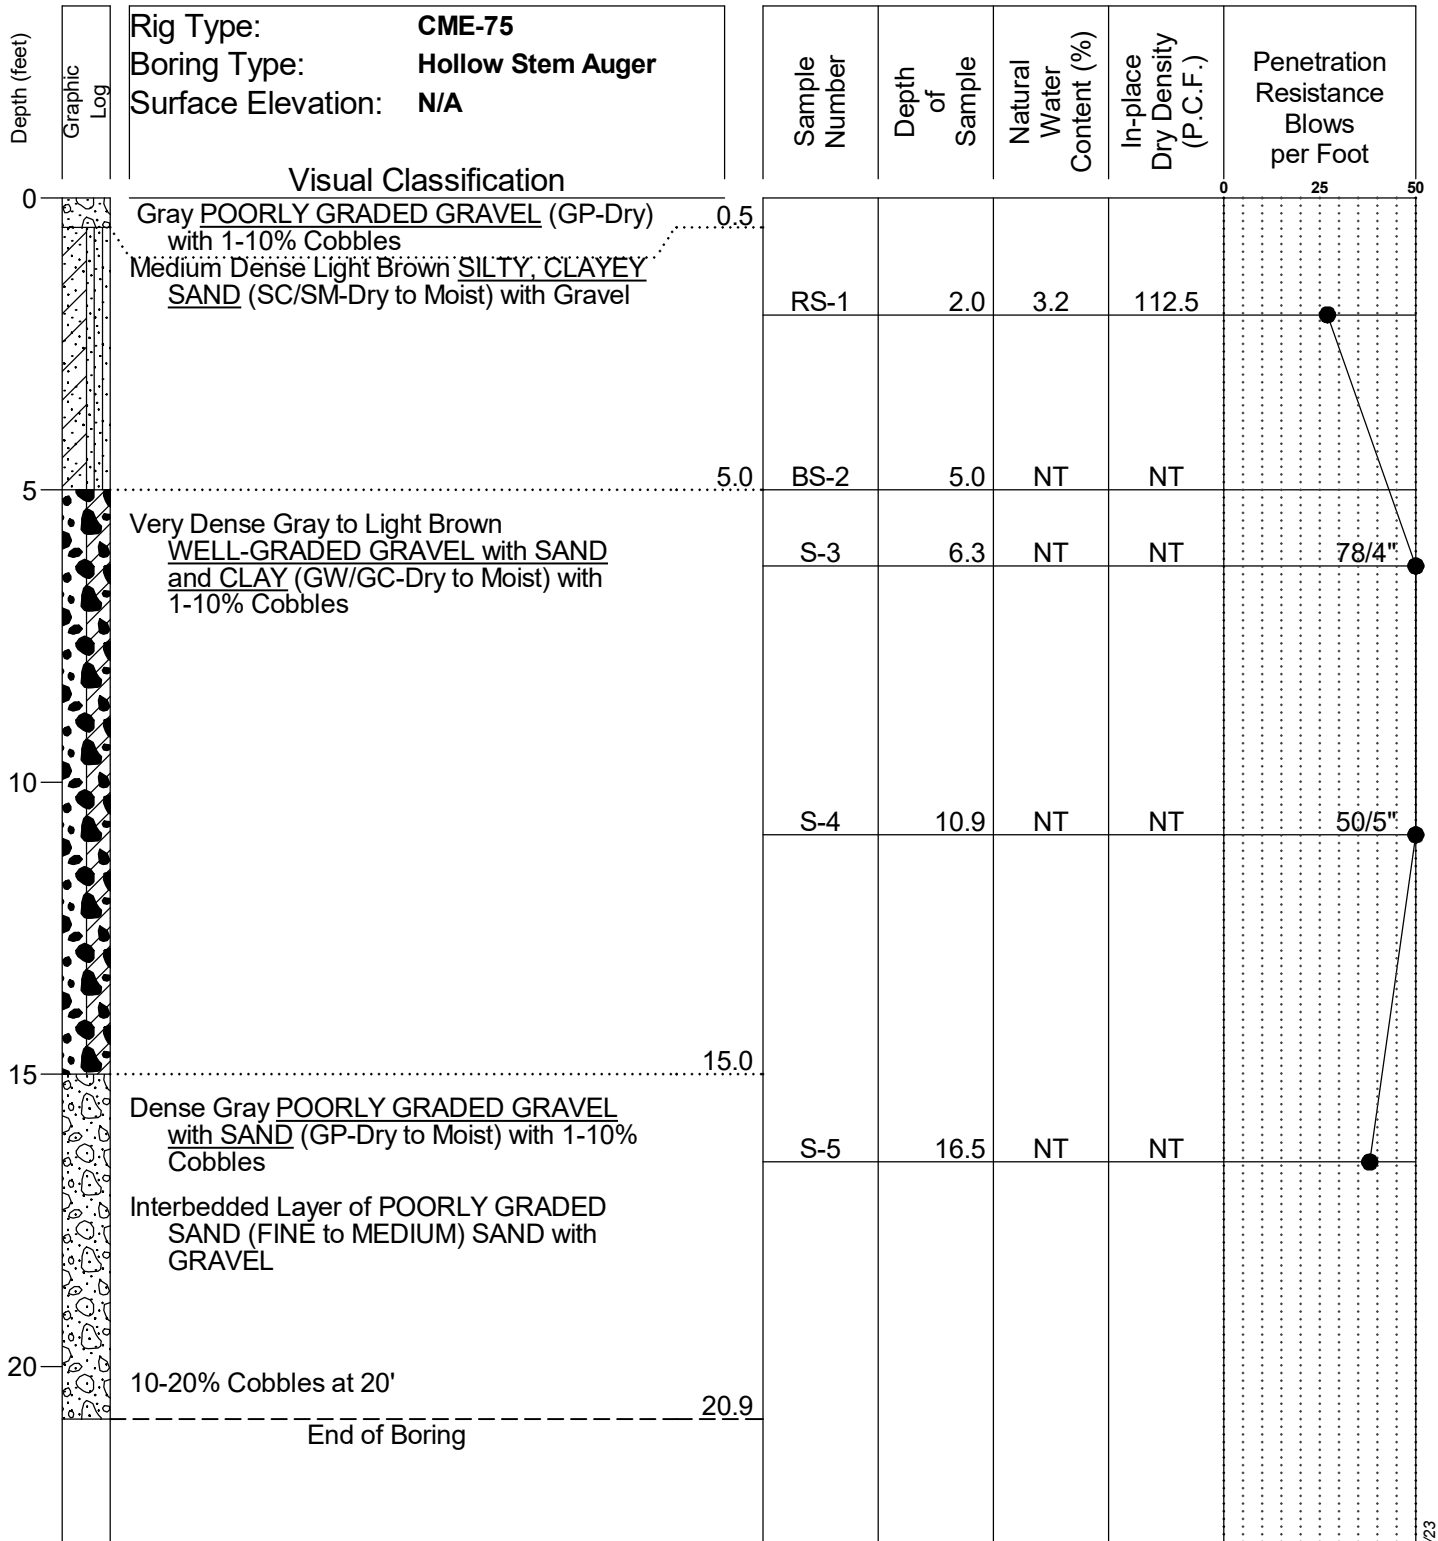 Depth (feet)
Graphic
Log
Rig Type: CME-75
Boring Type: Hollow Stem Auger
Surface Elevation: N/A
Visual Classification
Sample
Number
Depth
of
Sample
Natural
Water
Content (%)
In-place
Dry Density
(P.C.F.)
Penetration
Resistance
Blows
per Foot
0 25 50
0
Gray POORLY GRADED GRAVEL (GP-Dry) 0.5
with 1-10% Cobbles
Medium Dense Light Brown SILTY, CLAYEY
SAND (SC/SM-Dry to Moist) with Gravel
RS-1 2.0 3.2 112.5
5
5.0
BS-2 5.0 NT NT
Very Dense Gray to Light Brown
WELL-GRADED GRAVEL with SAND
and CLAY (GW/GC-Dry to Moist) with
1-10% Cobbles
S-3 6.3 NT NT 78/4"
10
S-4 10.9 NT NT 50/5"
15
15.0
Dense Gray POORLY GRADED GRAVEL
with SAND (GP-Dry to Moist) with 1-10%
Cobbles
S-5 16.5 NT NT
Interbedded Layer of POORLY GRADED
SAND (FINE to MEDIUM) SAND with
GRAVEL
20
10-20% Cobbles at 20'
20.9
End of Boring
/23